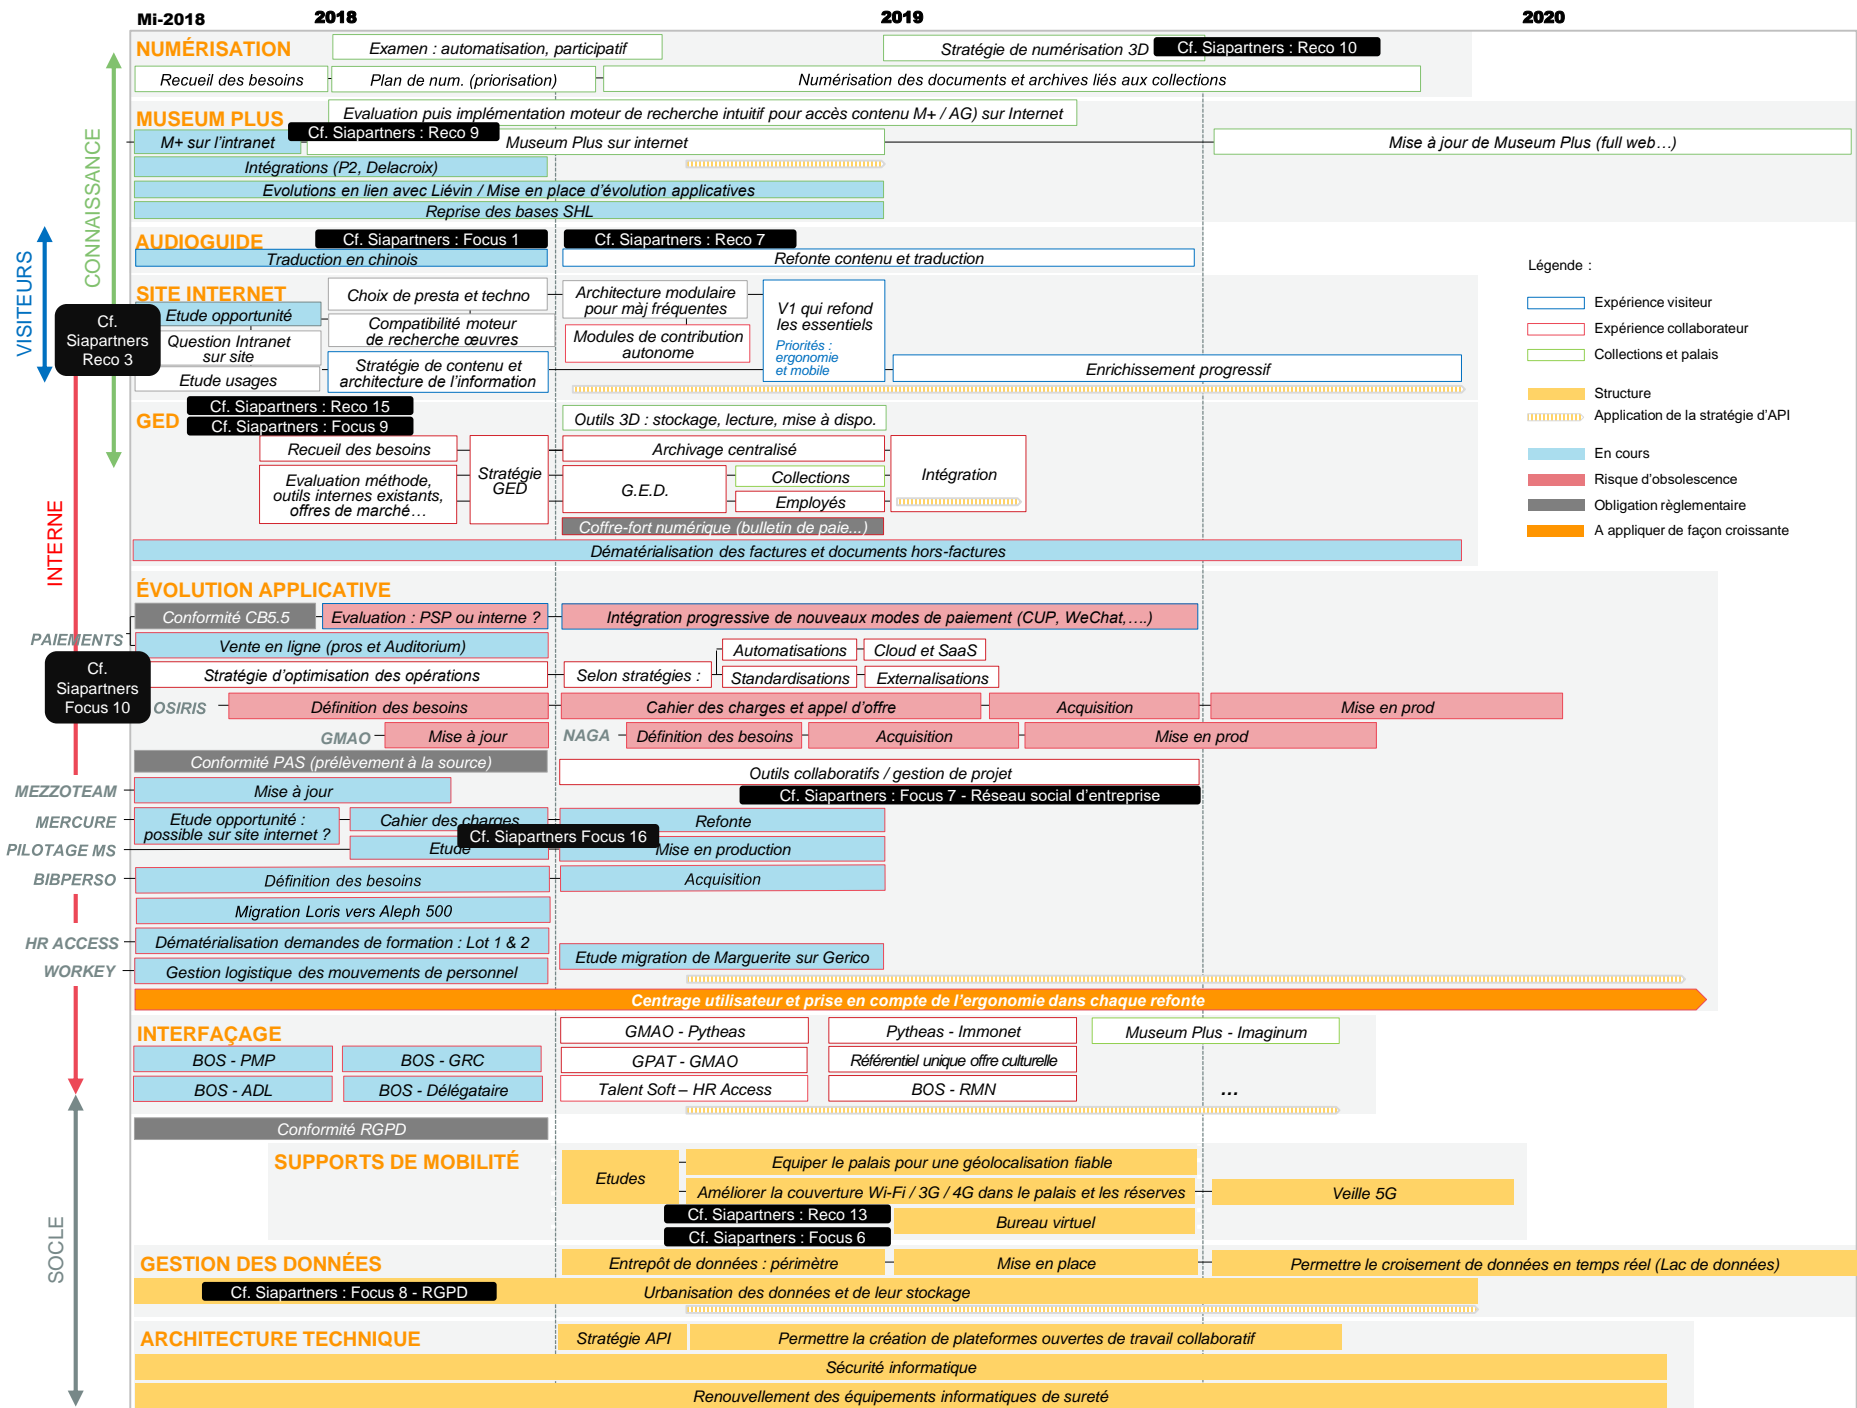 Mi-2018
2018
2019
2020
NUMÉRISATION
Examen : automatisation, participatif
Stratégie de numérisation 3D
Cf. Siapartners : Reco 10
Recueil des besoins
Plan de num. (priorisation)
Numérisation des documents et archives liés aux collections
MUSEUM PLUS
Evaluation puis implémentation moteur de recherche intuitif pour accès contenu M+ / AG) sur Internet
Cf. Siapartners : Reco 9
M+ sur l'intranet
Museum Plus sur internet
Mise à jour de Museum Plus (full web…)
Intégrations (P2, Delacroix)
Evolutions en lien avec Liévin / Mise en place d'évolution applicatives
Reprise des bases SHL
CONNAISSANCE
VISITEURS
INTERNE
SOCLE
AUDIOGUIDE
Cf. Siapartners : Focus 1
Cf. Siapartners : Reco 7
Traduction en chinois
Refonte contenu et traduction
SITE INTERNET
Cf.
Siapartners
Reco 3
Etude opportunité
Question Intranet
sur site
Etude usages
Choix de presta et techno
Compatibilité moteur
de recherche œuvres
Stratégie de contenu et
architecture de l'information
Architecture modulaire
pour màj fréquentes
Modules de contribution
autonome
V1 qui refond
les essentiels
Priorités :
ergonomie
et mobile
Enrichissement progressif
Légende :
Expérience visiteur
Expérience collaborateur
Collections et palais
Structure
Application de la stratégie d'API
En cours
Risque d'obsolescence
Obligation règlementaire
A appliquer de façon croissante
GED
Cf. Siapartners : Reco 15
Cf. Siapartners : Focus 9
Outils 3D : stockage, lecture, mise à dispo.
Recueil des besoins
Evaluation méthode,
outils internes existants,
offres de marché…
Stratégie
GED
Archivage centralisé
G.E.D.
Collections
Employés
Intégration
Coffre-fort numérique (bulletin de paie...)
Dématérialisation des factures et documents hors-factures
ÉVOLUTION APPLICATIVE
PAIEMENTS
Conformité CB5.5
Evaluation : PSP ou interne ?
Intégration progressive de nouveaux modes de paiement (CUP, WeChat,….)
Vente en ligne (pros et Auditorium)
Cf.
Siapartners
Focus 10
Stratégie d'optimisation des opérations
Selon stratégies :
Automatisations
Cloud et SaaS
Standardisations
Externalisations
OSIRIS
Définition des besoins
Cahier des charges et appel d'offre
Acquisition
Mise en prod
GMAO
Mise à jour
NAGA
Définition des besoins
Acquisition
Mise en prod
Conformité PAS (prélèvement à la source)
Outils collaboratifs / gestion de projet
Cf. Siapartners : Focus 7 - Réseau social d'entreprise
MEZZOTEAM
Mise à jour
MERCURE
Etude opportunité :
possible sur site internet ?
Cahier des charges
Refonte
Cf. Siapartners Focus 16
PILOTAGE MS
Etude
Mise en production
BIBPERSO
Définition des besoins
Acquisition
Migration Loris vers Aleph 500
HR ACCESS
Dématérialisation demandes de formation : Lot 1 & 2
Etude migration de Marguerite sur Gerico
WORKEY
Gestion logistique des mouvements de personnel
Centrage utilisateur et prise en compte de l'ergonomie dans chaque refonte
INTERFAÇAGE
GMAO - Pytheas
Pytheas - Immonet
Museum Plus - Imaginum
BOS - PMP
BOS - GRC
GPAT - GMAO
Référentiel unique offre culturelle
BOS - ADL
BOS - Délégataire
Talent Soft – HR Access
BOS - RMN
...
Conformité RGPD
SUPPORTS DE MOBILITÉ
Etudes
Equiper le palais pour une géolocalisation fiable
Améliorer la couverture Wi-Fi / 3G / 4G dans le palais et les réserves
Veille 5G
Cf. Siapartners : Reco 13
Cf. Siapartners : Focus 6
Bureau virtuel
GESTION DES DONNÉES
Entrepôt de données : périmètre
Mise en place
Permettre le croisement de données en temps réel (Lac de données)
Cf. Siapartners : Focus 8 - RGPD
Urbanisation des données et de leur stockage
ARCHITECTURE TECHNIQUE
Stratégie API
Permettre la création de plateformes ouvertes de travail collaboratif
Sécurité informatique
Renouvellement des équipements informatiques de sureté